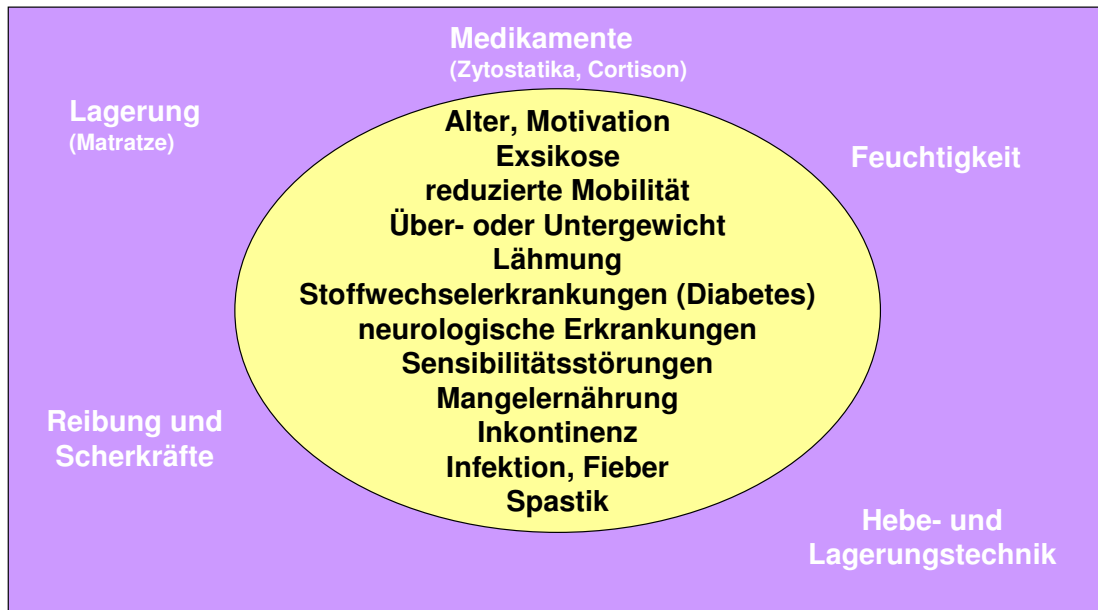 Medikamente
(Zytostatika, Cortison)
Lagerung
(Matratze)
Feuchtigkeit
Alter, Motivation
Exsikose
reduzierte Mobilität
Über- oder Untergewicht
Lähmung
Stoffwechselerkrankungen (Diabetes)
neurologische Erkrankungen
Sensibilitätsstörungen
Mangelernährung
Inkontinenz
Infektion, Fieber
Spastik
Reibung und
Scherkräfte
Hebe- und
Lagerungstechnik